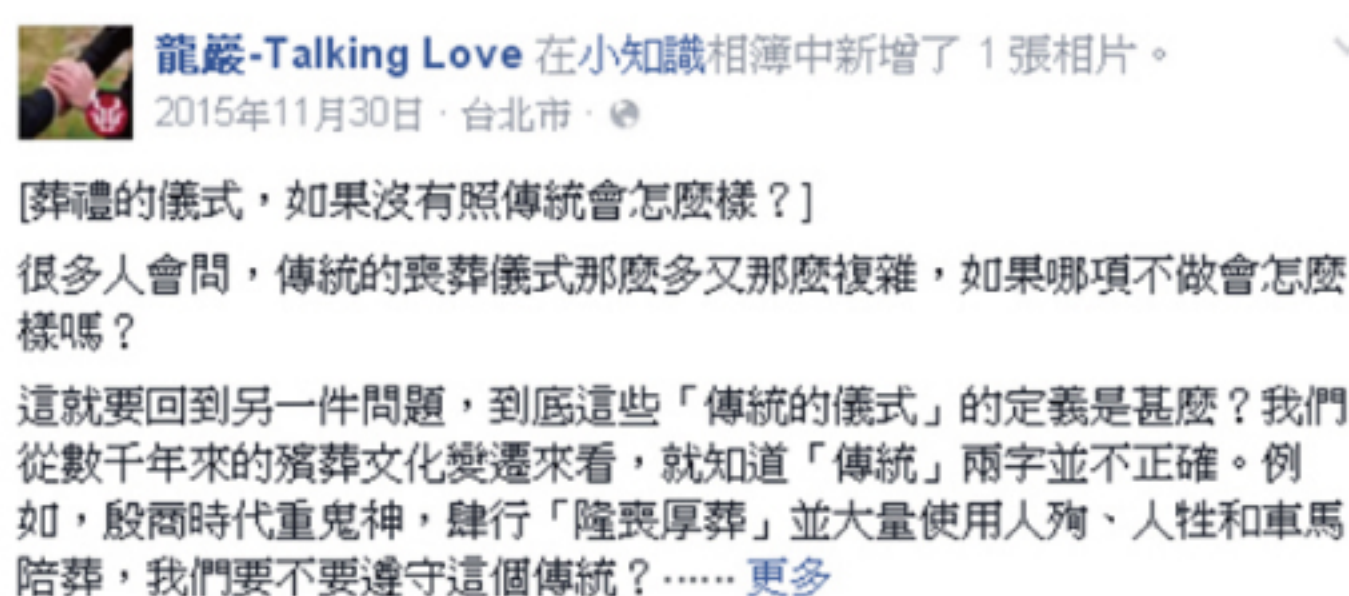 龍巖-Talking Love 在小知識相簿中新增了 1 張相片。
2015年11月30日 · 台北市 ·
[葬禮的儀式，如果沒有照傳統會怎麼樣？]
很多人會問，傳統的喪葬儀式那麼多又那麼複雜，如果哪項不做會怎麼
樣嗎？
這就要回到另一件問題，到底這些「傳統的儀式」的定義是甚麼？我們
從數千年來的殯葬文化變遷來看，就知道「傳統」兩字並不正確。例
如，殷商時代重鬼神，肆行「隆喪厚葬」並大量使用人殉、人牲和車馬
陪葬，我們要不要遵守這個傳統？⋯⋯ 更多